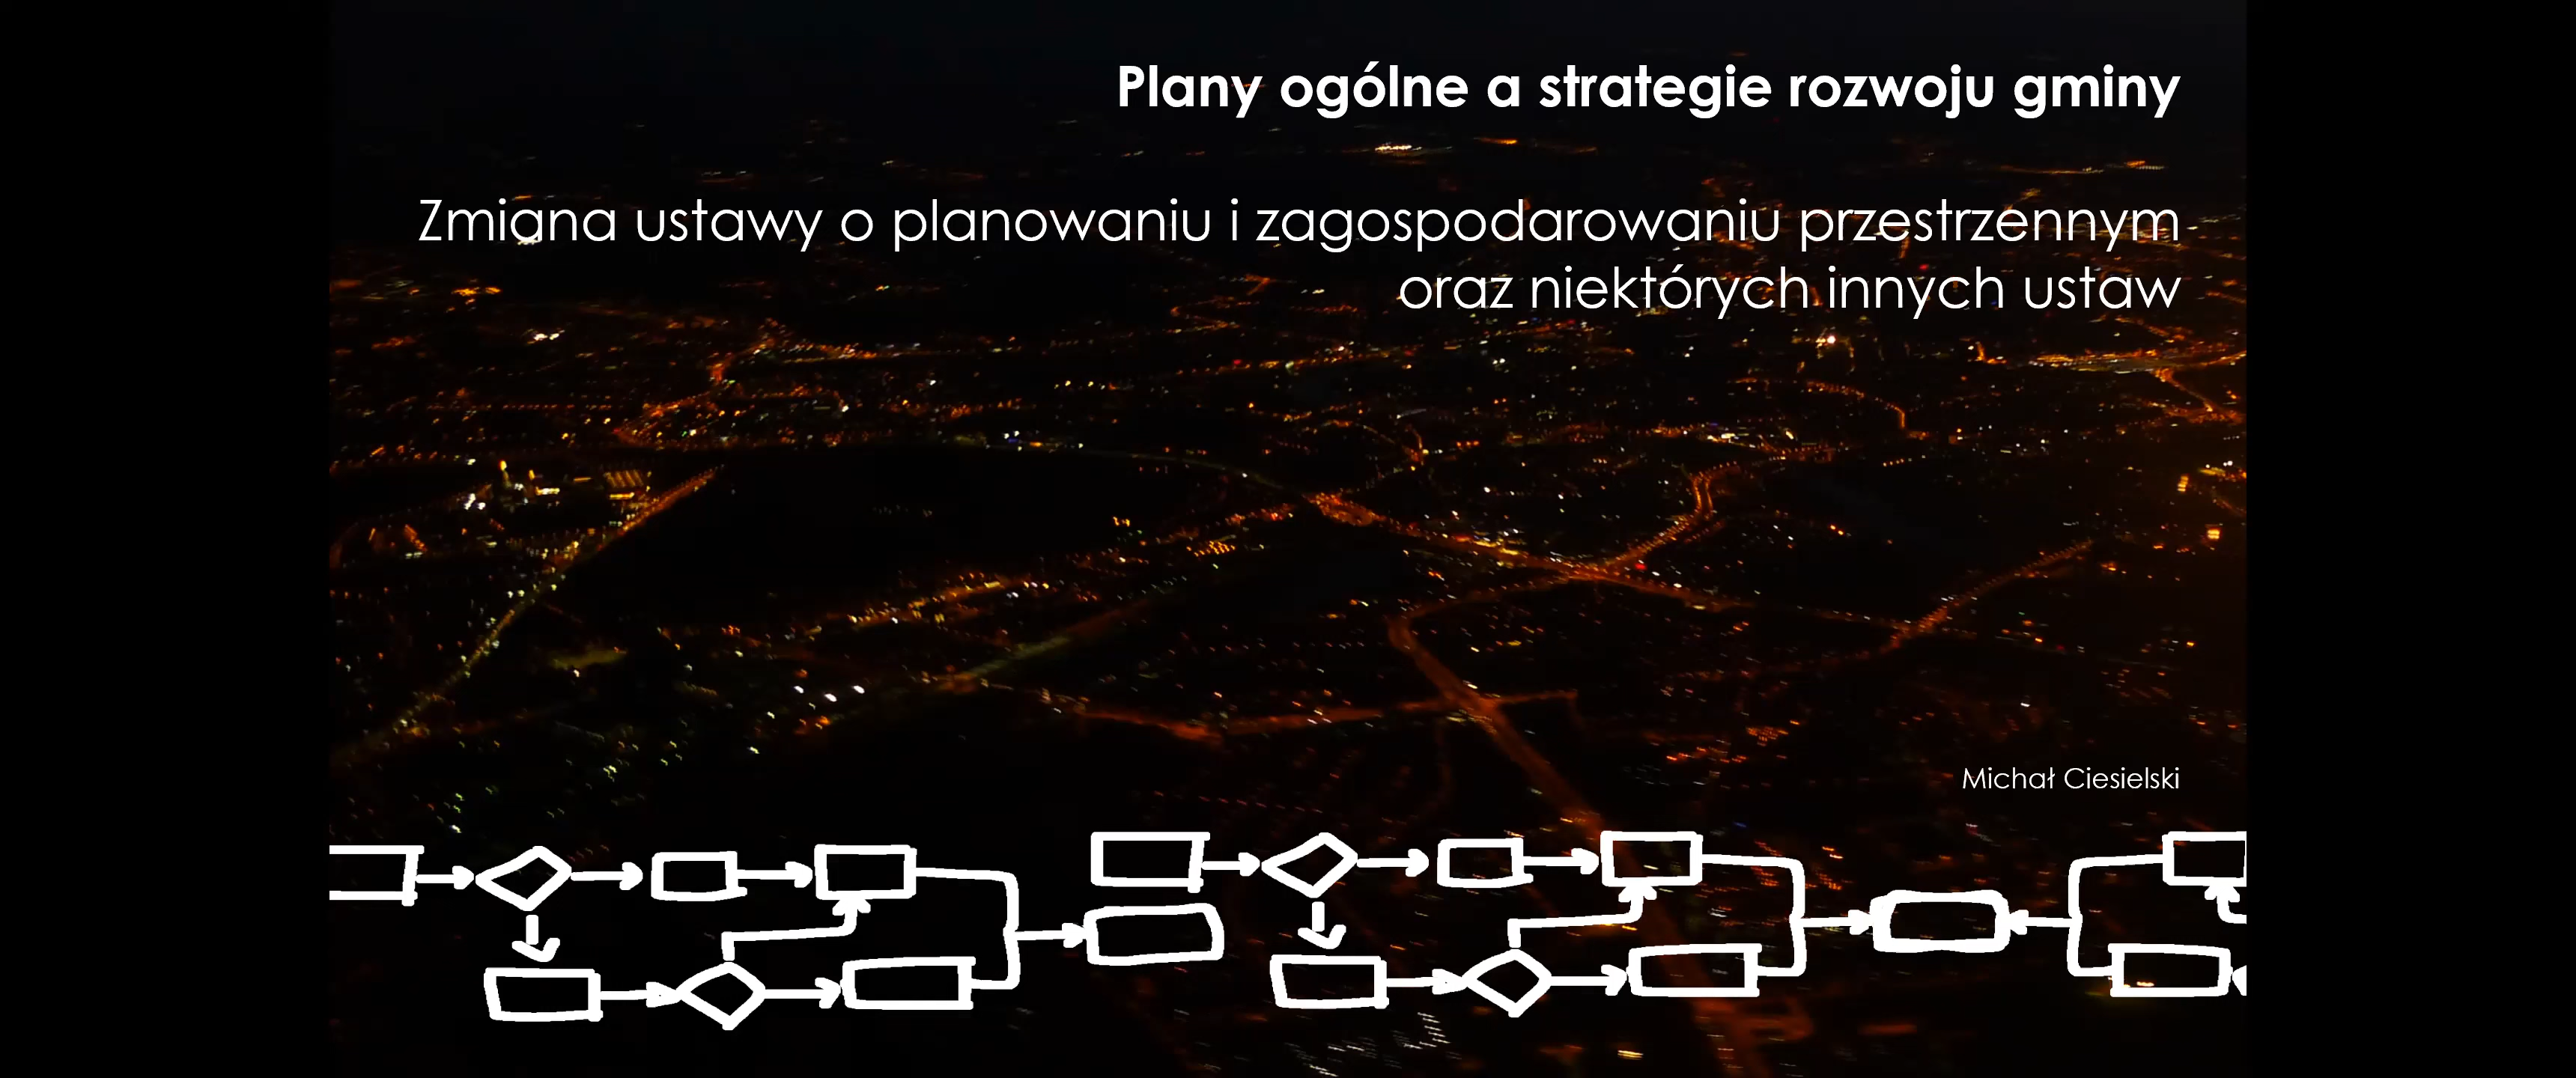 Plany ogólne a strategie rozwoju gminy
Zmiana ustawy o planowaniu i zagospodarowaniu przestrzennym
oraz niektórych innych ustaw
Michał Ciesielski